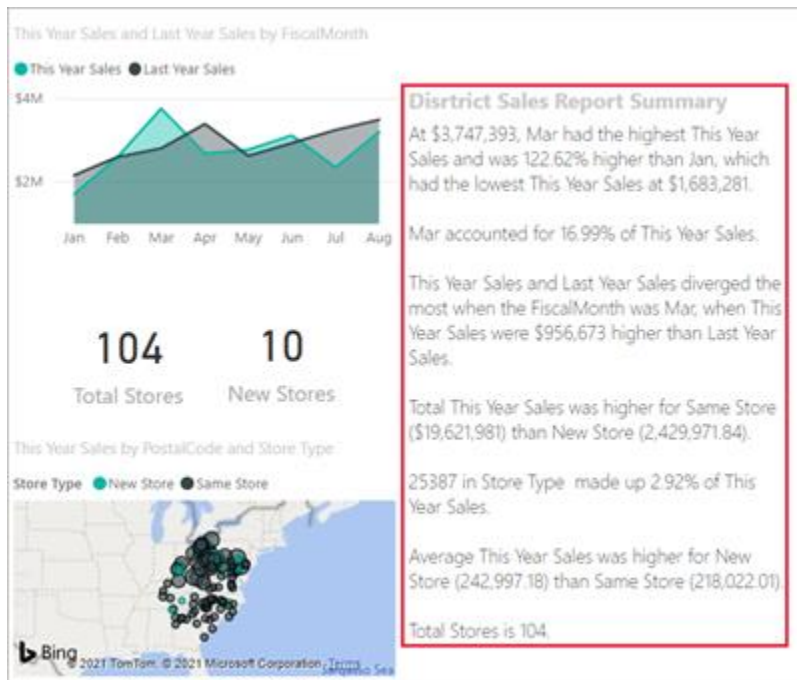 This Year Sales and Last Year Sales by FiscalMonth
This Year Sales Last Year Sales
$4M
$2M
Jan Feb Mar Apr May Jun Jul Aug
104
Total Stores
10
New Stores
This Year Sales by PostalCode and Store Type
Store Type New Store Same Store
Bing
© 2021 TomTom, © 2021 Microsoft Corporation Terms
Sargasso Sea
Disrtrict Sales Report Summary
At $3,747,393, Mar had the highest This Year
Sales and was 122.62% higher than Jan, which
had the lowest This Year Sales at $1,683,281.
Mar accounted for 16.99% of This Year Sales.
This Year Sales and Last Year Sales diverged the
most when the FiscalMonth was Mar, when This
Year Sales were $956,673 higher than Last Year
Sales.
Total This Year Sales was higher for Same Store
($19,621,981) than New Store (2,429,971.84).
25387 in Store Type made up 2.92% of This
Year Sales.
Average This Year Sales was higher for New
Store (242,997.18) than Same Store (218,022.01).
Total Stores is 104.